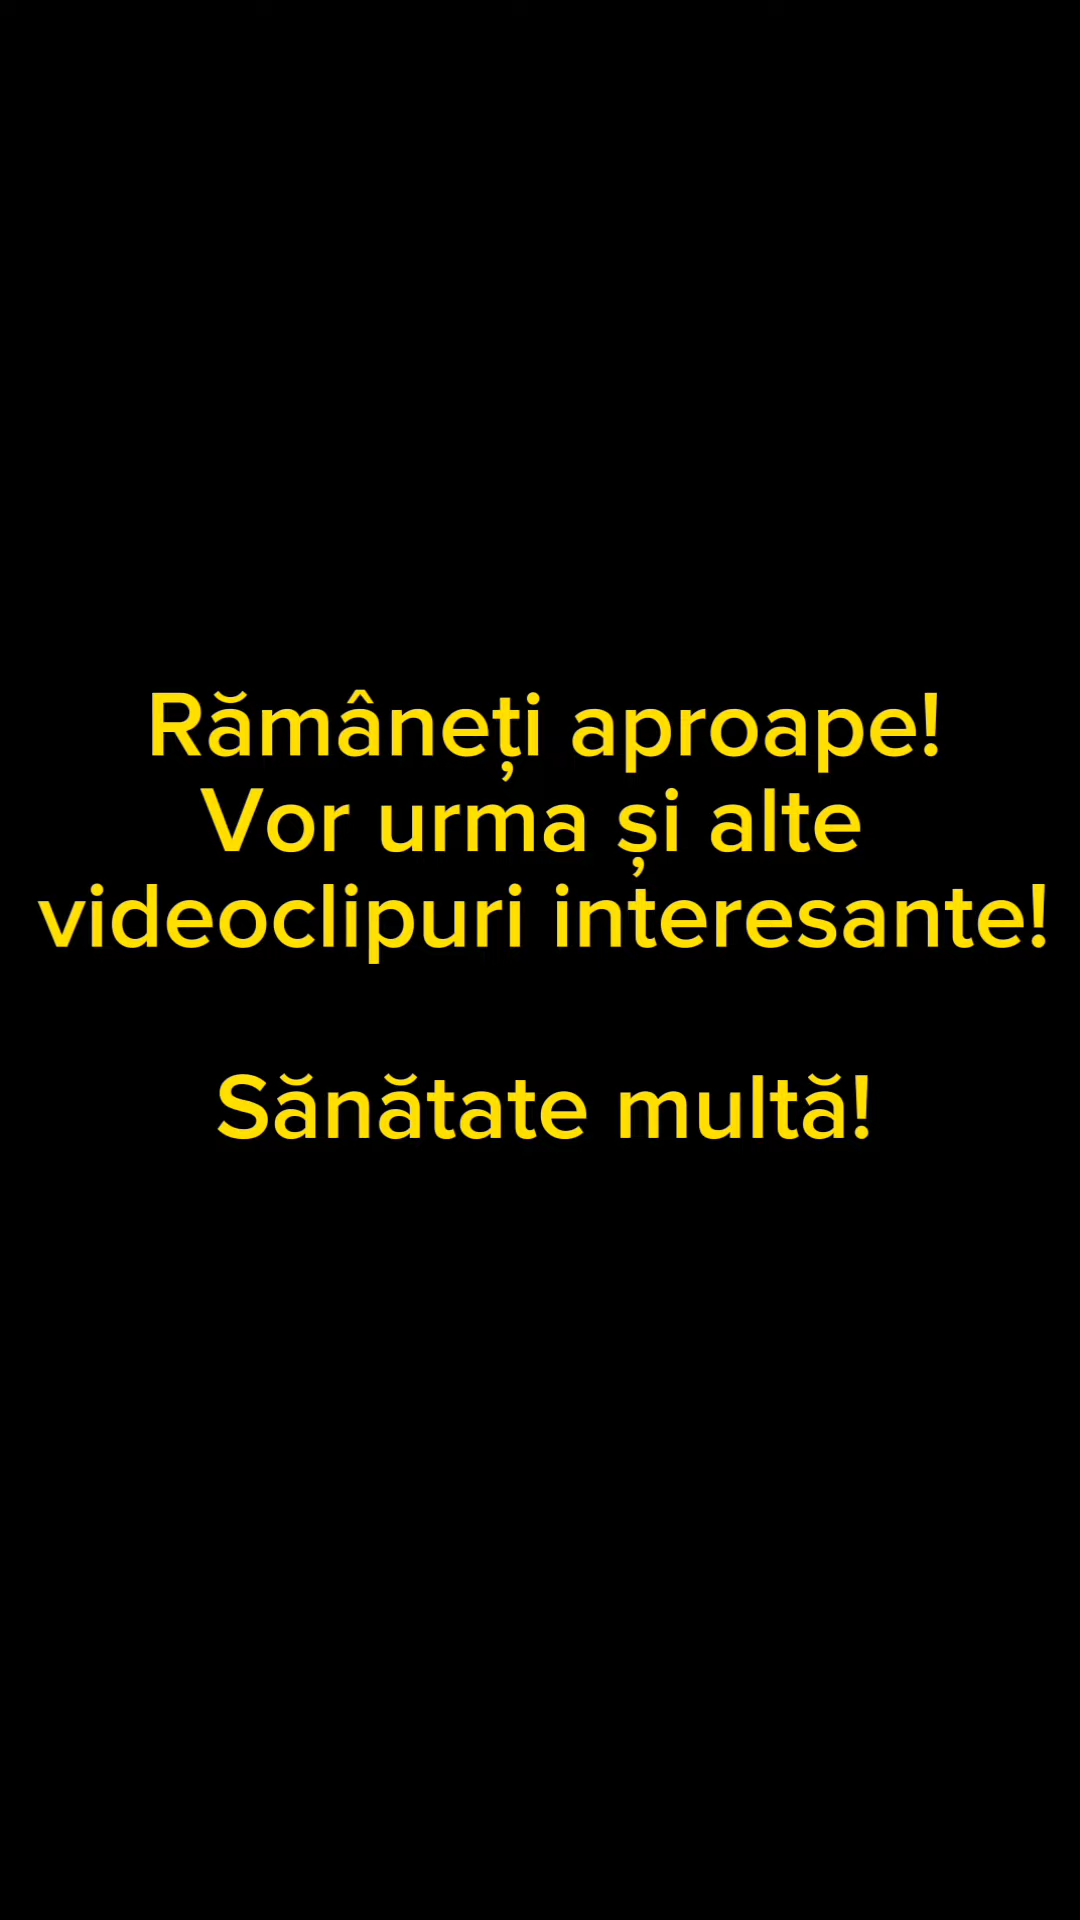 Rămâneți aproape!
Vor urma și alte
videoclipuri interesante!
Sănătate multă!